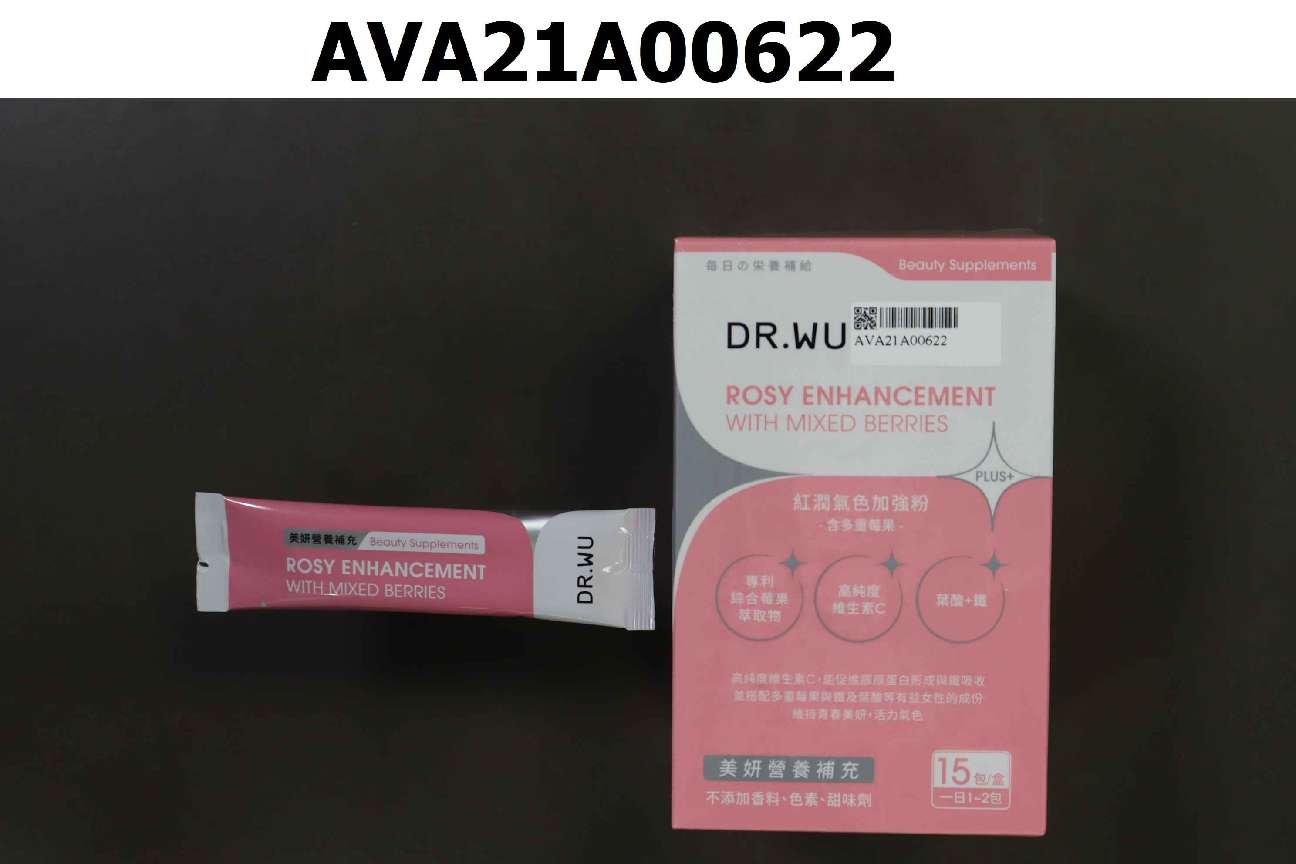 AVA21A00622
每日の栄養補給
Beauty Supplements
DR.WU
AVA21A00622
ROSY ENHANCEMENT
WITH MIXED BERRIES
PLUS+
紅潤氣色加強粉
-含多重莓果-
專利
綜合莓果
萃取物
高純度
維生素C
葉酸+鐵
高純度維生素C,能促進膠原蛋白形成與鐵吸收
並搭配多重莓果與鐵及葉酸等有益女性的成份
維持青春美妍,活力氣色
美妍營養補充
15包/盒
一日1~2包
不添加香料、色素、甜味劑
美妍營養補充
Beauty Supplements
ROSY ENHANCEMENT
WITH MIXED BERRIES
DR.WU